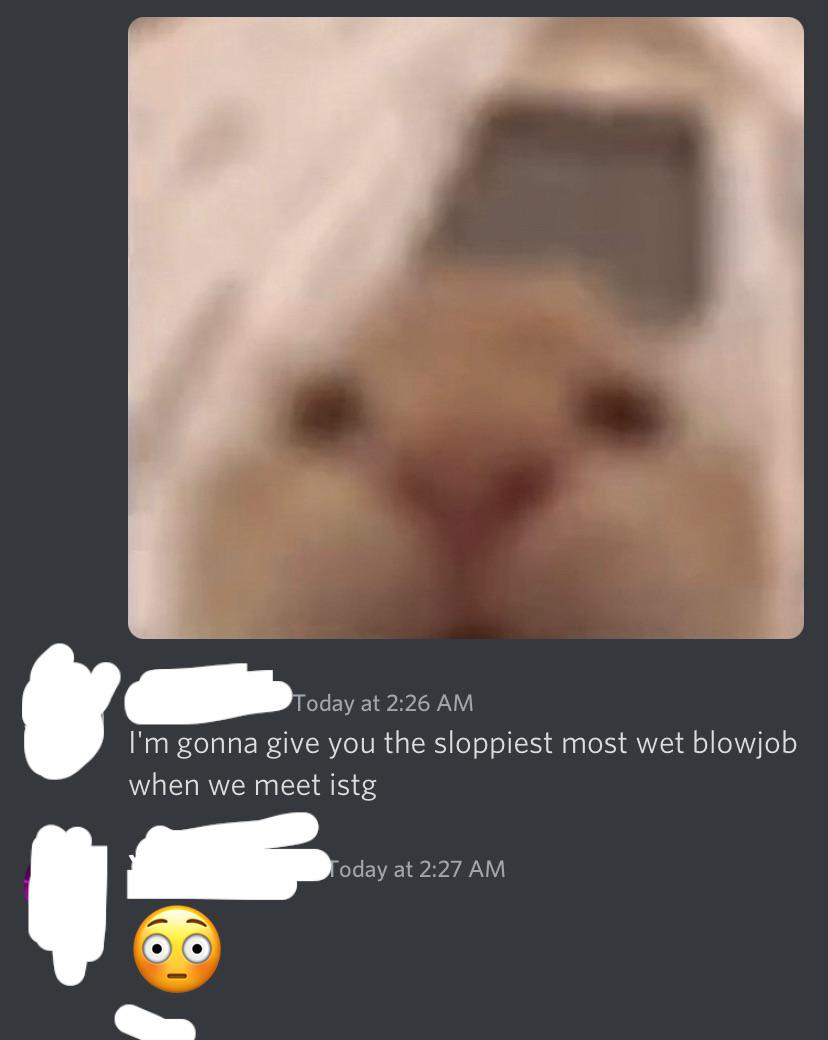 Today at 2:26 AM
I'm gonna give you the sloppiest most wet blowjob
when we meet istg
Today at 2:27 AM